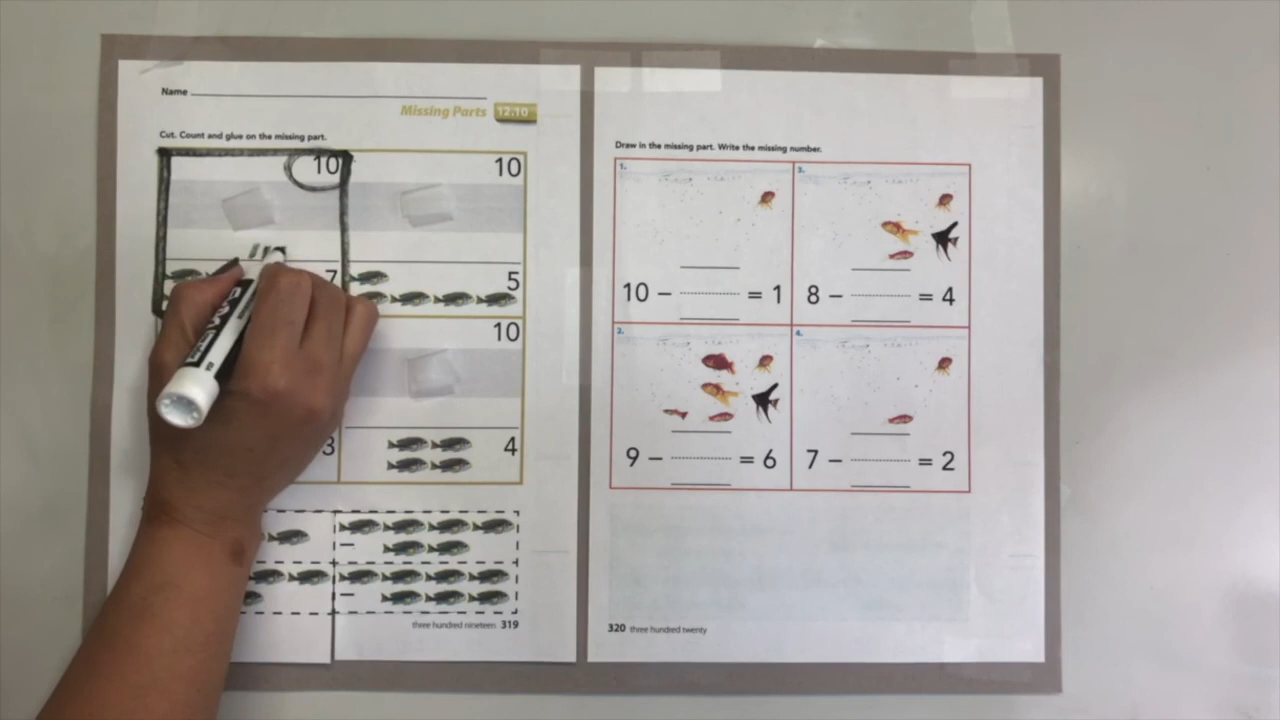 Name
Missing Parts 12.10
Cut. Count and glue on the missing part.
10 10
7 5
10
3 4
three hundred nineteen 319
Draw in the missing part. Write the missing number.
1. 3.
10 − = 1 8 − = 4
2. 4.
9 − = 6 7 − = 2
320 three hundred twenty